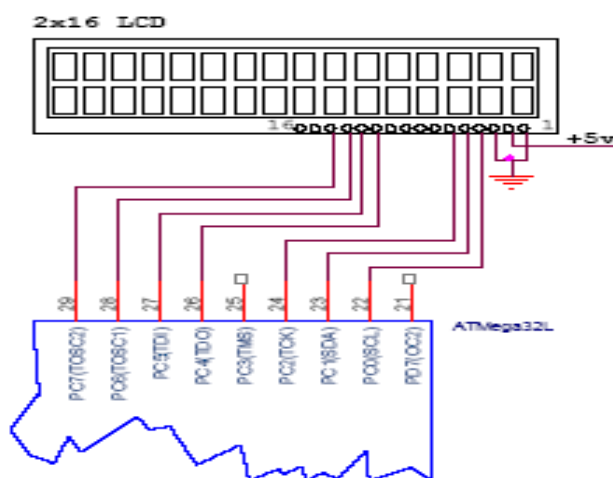 2x16 LCD
16
1
+5v
29
28
27
26
25
24
23
22
21
ATMega32L
PC7(TOSC2)
PC6(TOSC1)
PC5(TDI)
PC4(TDO)
PC3(TMS)
PC2(TCK)
PC1(SDA)
PC0(SCL)
PD7(OC2)